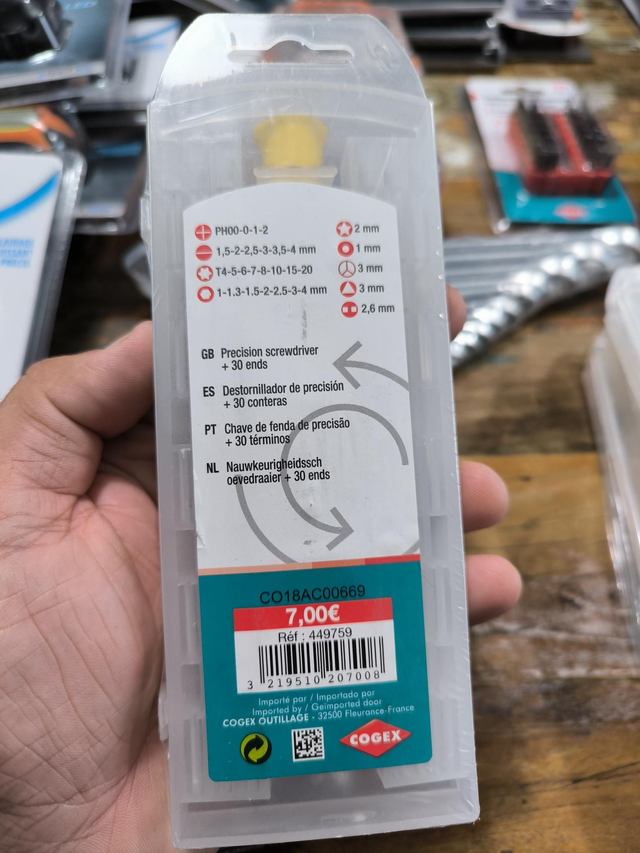 PH00-0-1-2
1,5-2-2,5-3-3,5-4 mm
T4-5-6-7-8-10-15-20
1-1.3-1.5-2-2.5-3-4 mm
2 mm
1 mm
3 mm
3 mm
2,6 mm
GB Precision screwdriver
+ 30 ends
ES Destornillador de precisión
+ 30 conteras
PT Chave de fenda de precisão
+ 30 términos
NL Nauwkeurigheidssch
oevedraaier + 30 ends
CO18AC00669
7,00€
Réf : 449759
3 219510 207008
Importé par / Importado por
Imported by / Geïmporteed door
COGEX OUTILLAGE - 32500 Fleurance-France
COGEX